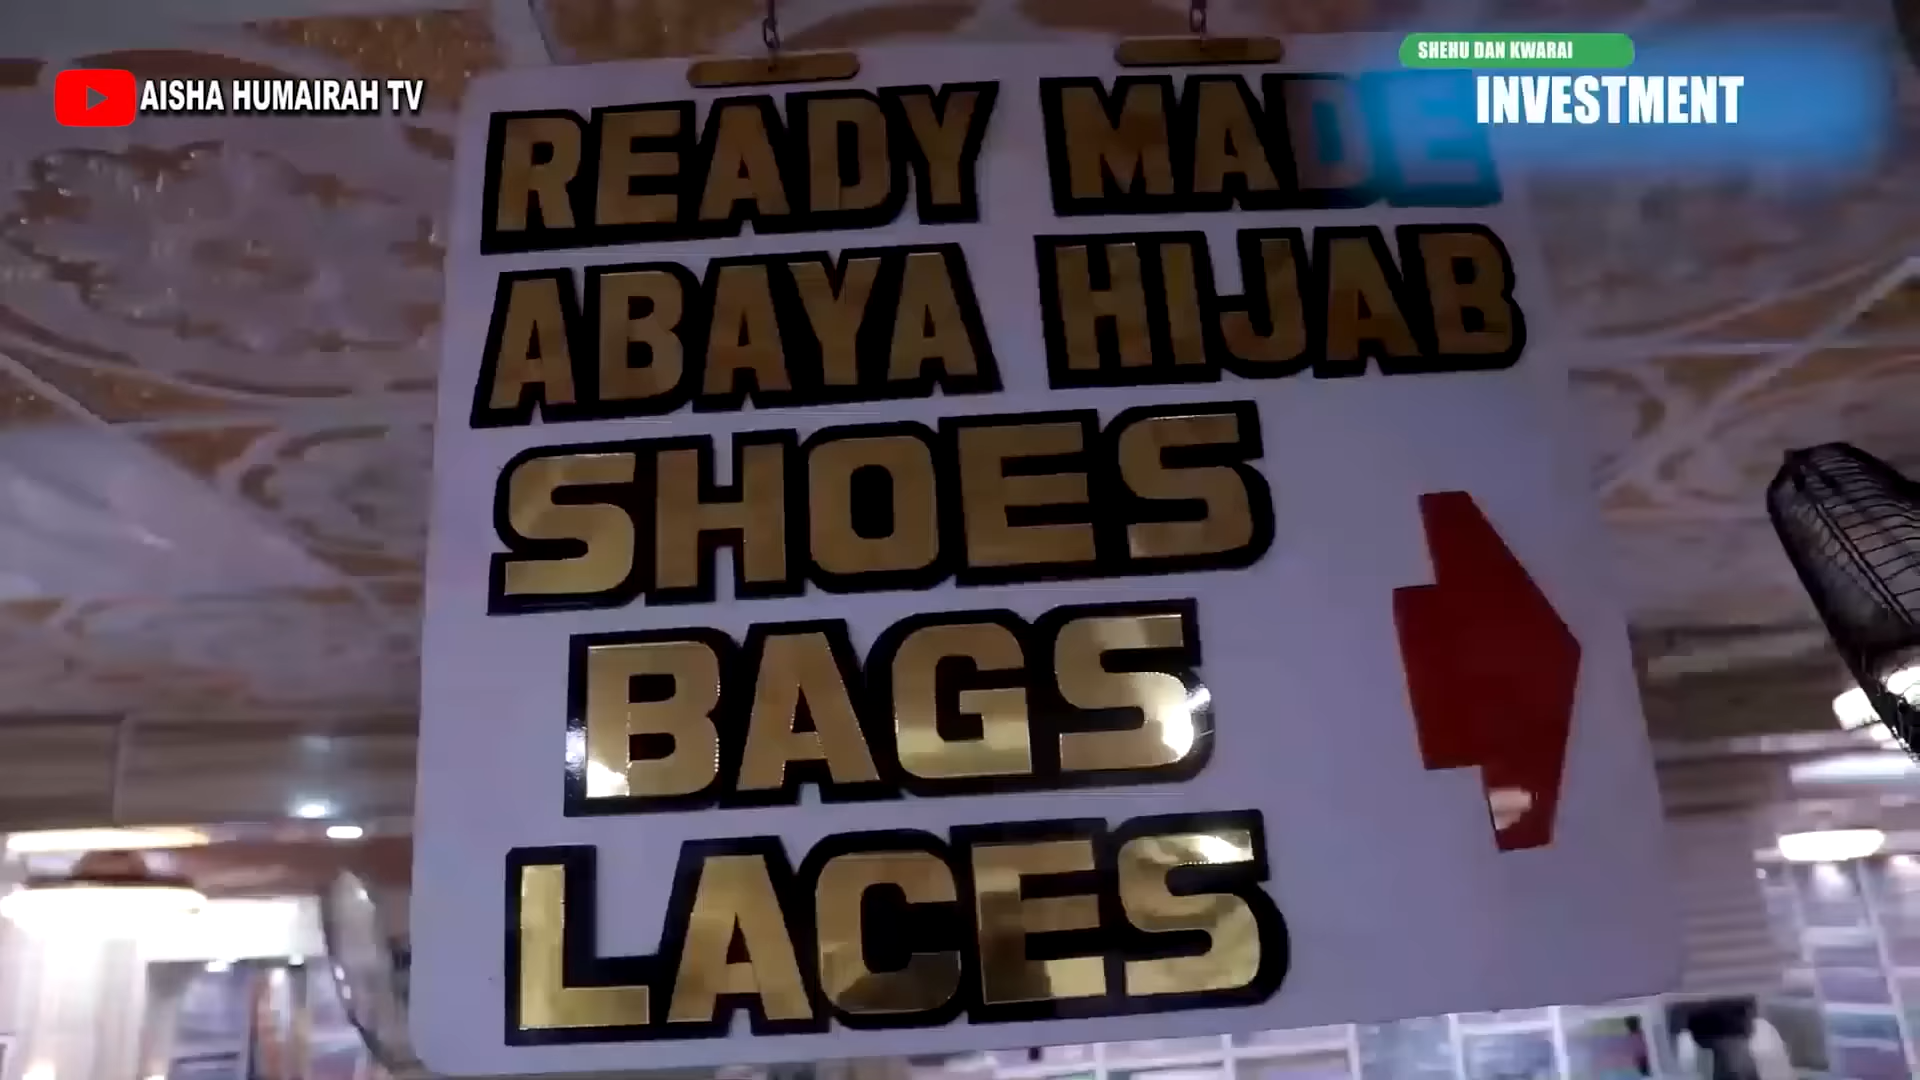 AISHA HUMAIRAH TV
SHEHU DAN KWARAI
INVESTMENT
READY MADE
ABAYA HIJAB
SHOES
BAGS
LACES